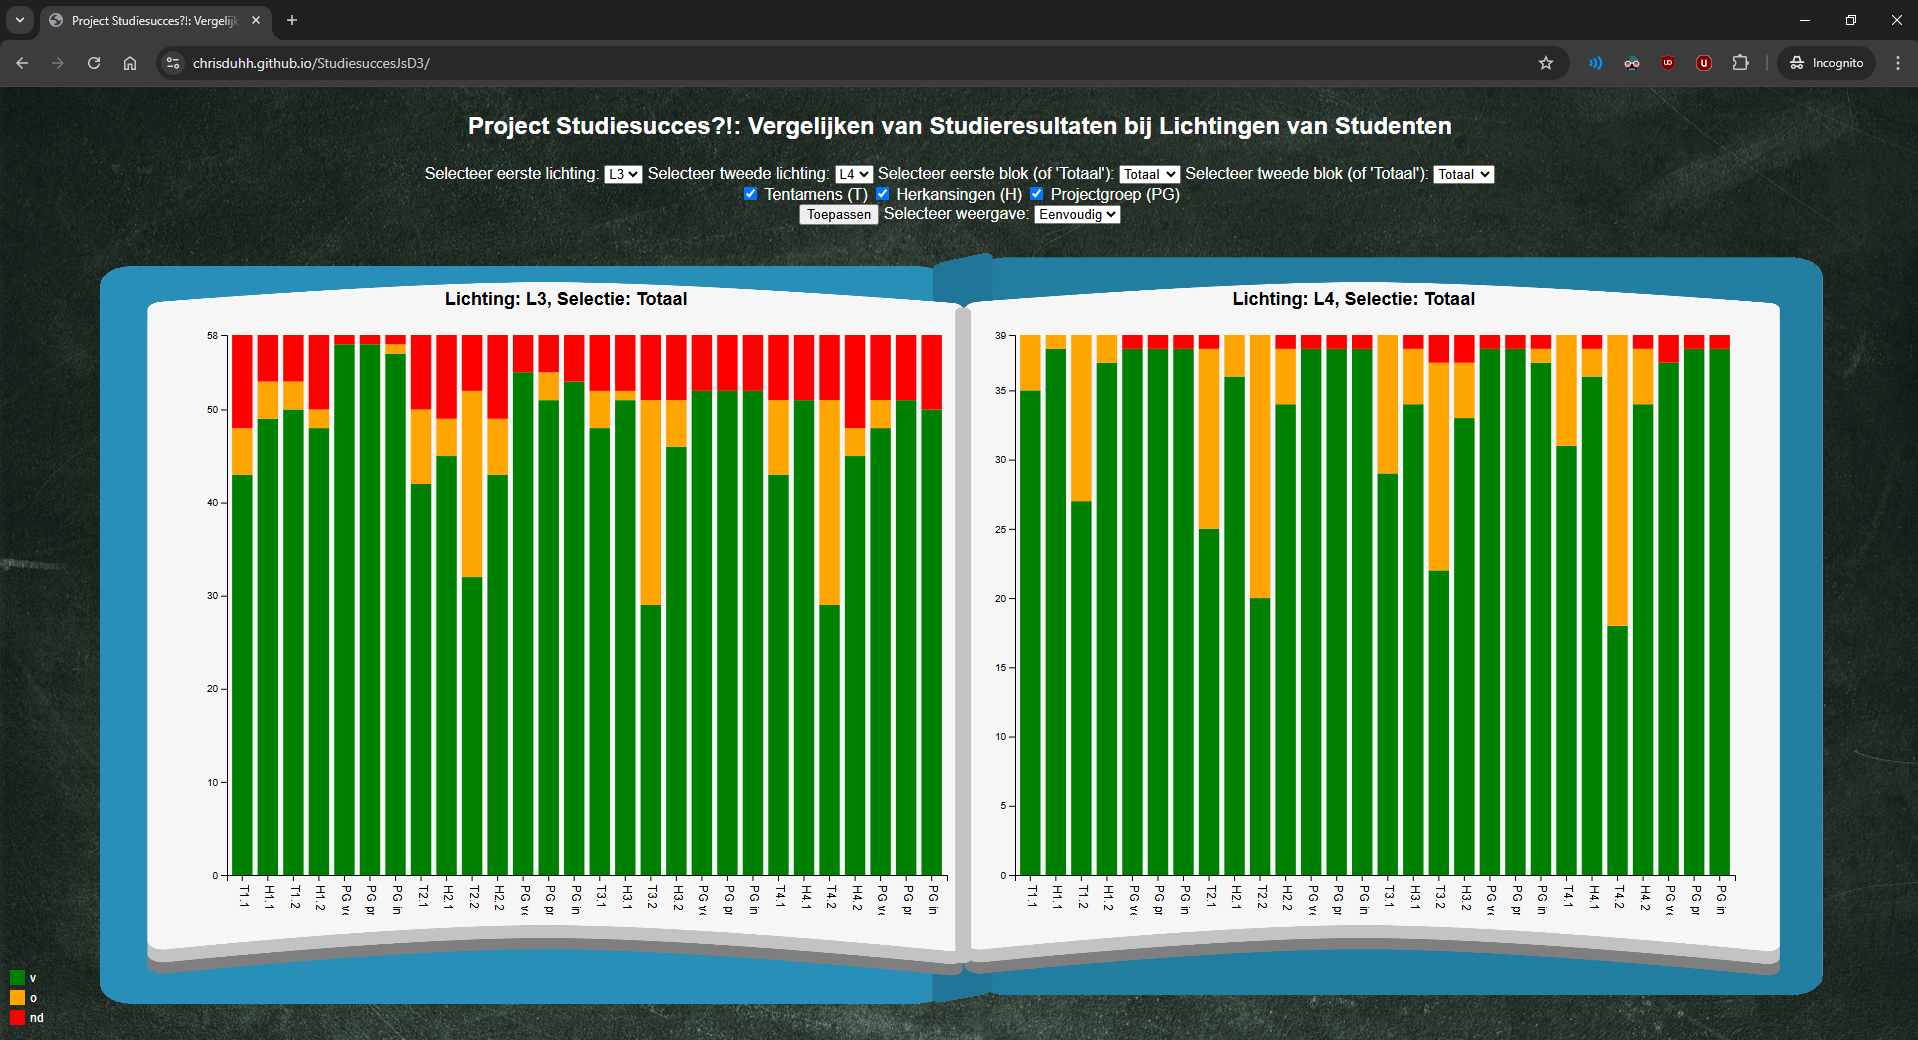 Project Studiesucces?!: Vergelijk
chrisduhh.github.io/StudiesuccesJsD3/
Incognito
Project Studiesucces?!: Vergelijken van Studieresultaten bij Lichtingen van Studenten
Selecteer eerste lichting: L3 Selecteer tweede lichting: L4 Selecteer eerste blok (of 'Totaal'): Totaal Selecteer tweede blok (of 'Totaal'): Totaal
Tentamens (T) Herkansingen (H) Projectgroep (PG)
Toepassen Selecteer weergave: Eenvoudig
Lichting: L3, Selectie: Totaal
58
50
40
30
20
10
0
T1.1 H1.1 T1.2 H1.2 PG ve PG pr PG in T2.1 H2.1 T2.2 H2.2 PG ve PG pr PG in T3.1 H3.1 T3.2 H3.2 PG ve PG pr PG in T4.1 H4.1 T4.2 H4.2 PG ve PG pr PG in
Lichting: L4, Selectie: Totaal
39
35
30
25
20
15
10
5
0
T1.1 H1.1 T1.2 H1.2 PG ve PG pr PG in T2.1 H2.1 T2.2 H2.2 PG ve PG pr PG in T3.1 H3.1 T3.2 H3.2 PG ve PG pr PG in T4.1 H4.1 T4.2 H4.2 PG ve PG pr PG in
v
o
nd